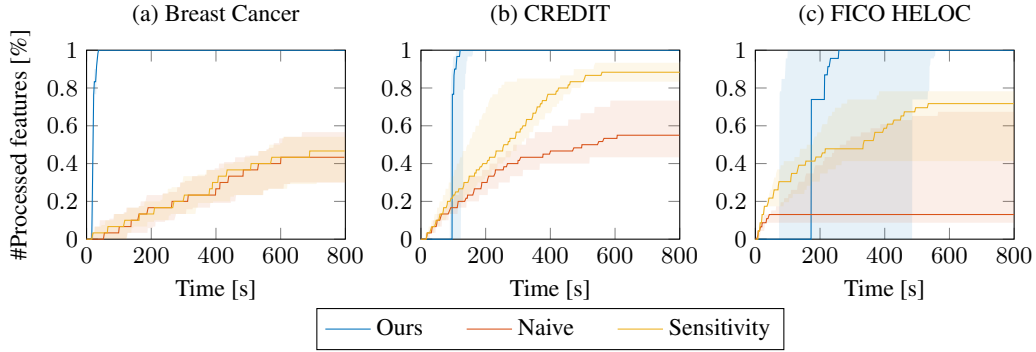 (a) Breast Cancer
(b) CREDIT
(c) FICO HELOC
#Processed features [%]
1
0.8
0.6
0.4
0.2
0
0 200 400 600 800
Time [s]
1
0.8
0.6
0.4
0.2
0
0 200 400 600 800
Time [s]
1
0.8
0.6
0.4
0.2
0
0 200 400 600 800
Time [s]
Ours Naive Sensitivity